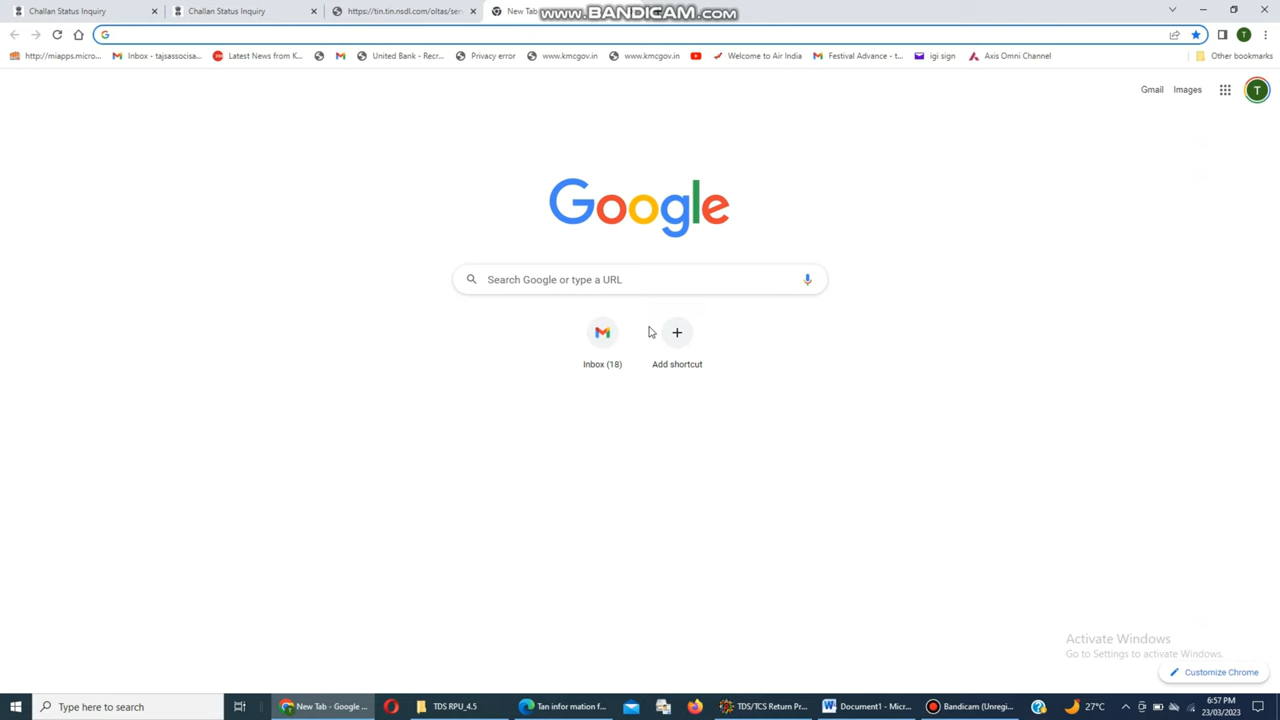 Challan Status Inquiry
Challan Status Inquiry
https://tin.tin.nsdl.com/oltas/ser
New Tab
www.BANDICAM.com
http://miapps.micro...
Inbox - tajsassocisa...
Latest News from K...
United Bank - Recr...
Privacy error
www.kmcgov.in
www.kmcgov.in
Welcome to Air India
Festival Advance - t...
igi sign
Axis Omni Channel
Other bookmarks
Gmail Images T
Google
Search Google or type a URL
Inbox (18) Add shortcut
Activate Windows
Go to Settings to activate Windows.
Customize Chrome
Type here to search
New Tab - Google ...
TDS RPU_4.5
Tan infor mation f...
TDS/TCS Return Pr...
Document1 - Micr...
Bandicam (Unregi...
27°C
6:57 PM
23/03/2023